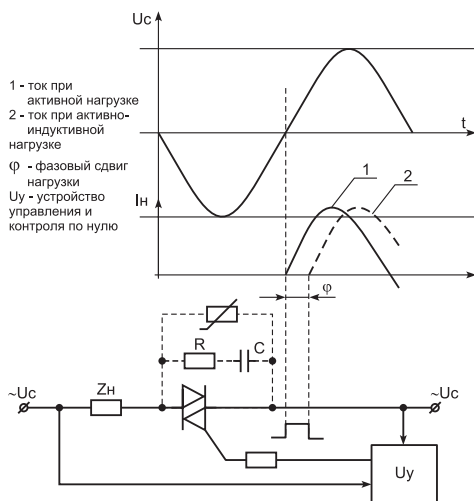 Uc
1 - ток при
активной нагрузке
2 - ток при активно-
индуктивной
нагрузке
φ - фазовый сдвиг
нагрузки
Uy - устройство
управления и
контроля по нулю
t
Iн
1
2
φ
R
C
~Uc
Zн
~Uc
Uy